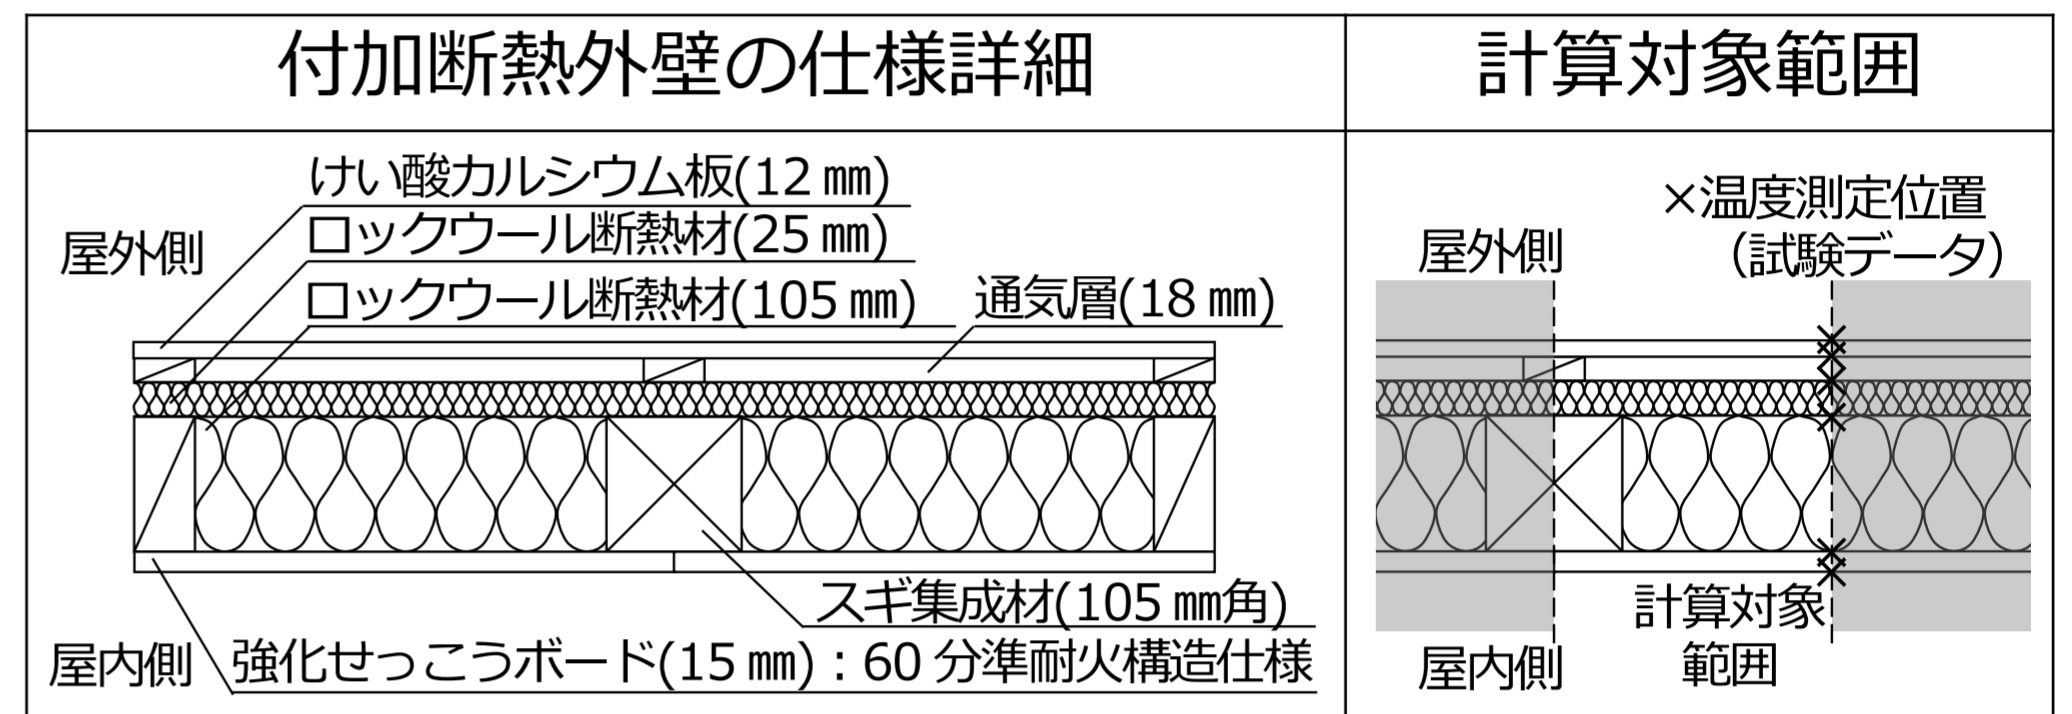 付加断熱外壁の仕様詳細
計算対象範囲
けい酸カルシウム板(12 ㎜)
屋外側
ロックウール断熱材(25 ㎜)
ロックウール断熱材(105 ㎜)
通気層(18 ㎜)
スギ集成材(105 ㎜角)
屋内側
強化せっこうボード(15 ㎜)：60 分準耐火構造仕様
×温度測定位置
(試験データ)
屋外側
計算対象
範囲
屋内側